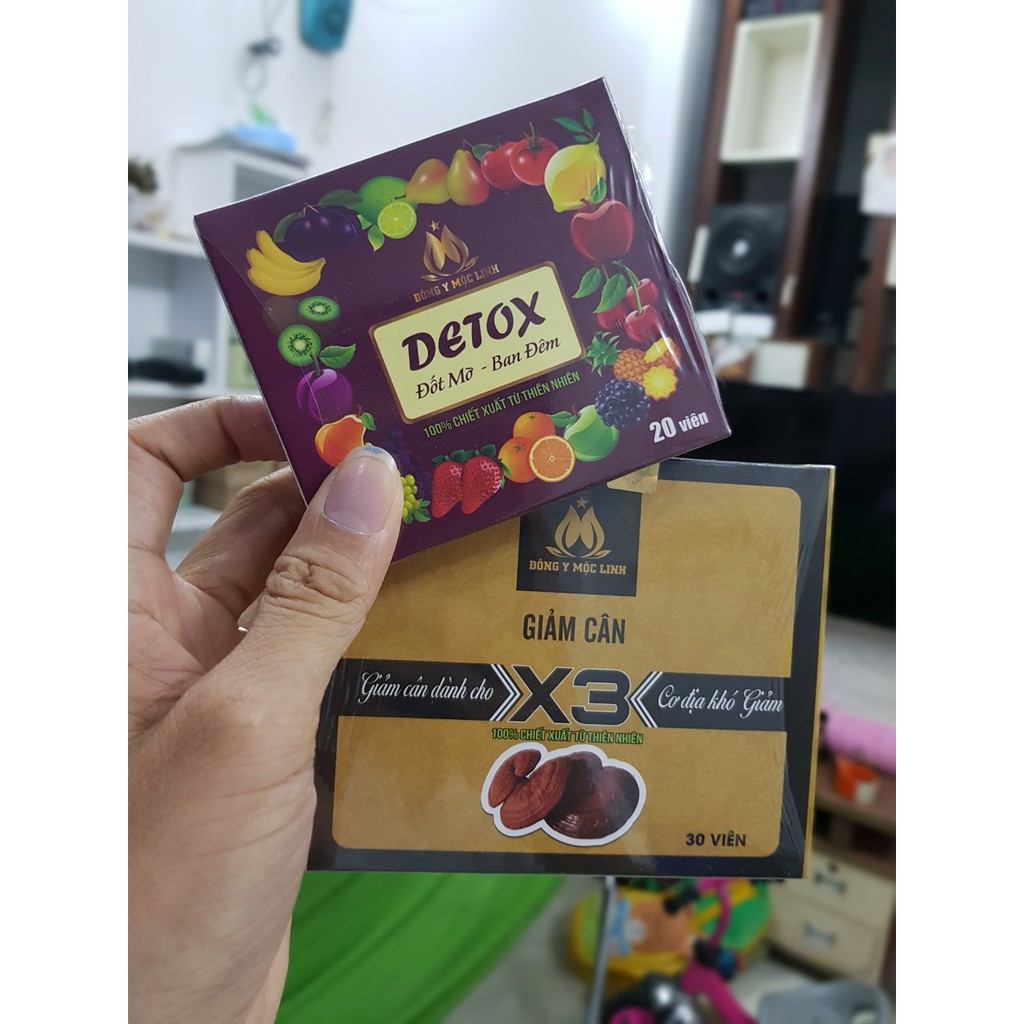 ĐÔNG Y MỘC LINH
DETOX
Đốt Mỡ - Ban Đêm
100% CHIẾT XUẤT TỪ THIÊN NHIÊN
20 viên
ĐÔNG Y MỘC LINH
GIẢM CÂN
Giảm cân dành cho X3 Cơ địa khó Giảm
100% CHIẾT XUẤT TỪ THIÊN NHIÊN
30 VIÊN